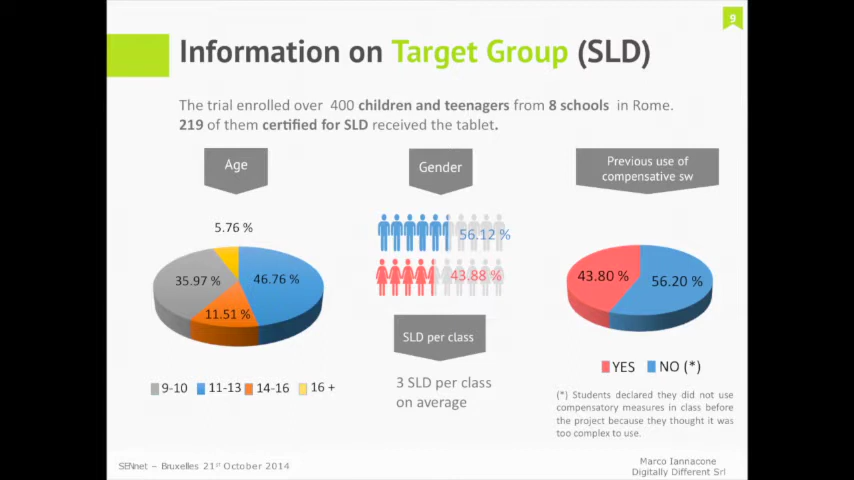 9
Information on Target Group (SLD)
The trial enrolled over 400 children and teenagers from 8 schools in Rome.
219 of them certified for SLD received the tablet.
Age
5.76 %
35.97 %
46.76 %
11.51 %
9-10 11-13 14-16 16 +
Gender
56.12 %
43.88 %
SLD per class
3 SLD per class
on average
Previous use of
compensative sw
43.80 %
56.20 %
YES NO (*)
(*) Students declared they did not use
compensatory measures in class before
the project because they thought it was
too complex to use.
SENnet – Bruxelles 21st October 2014
Marco Iannacone
Digitally Different Srl